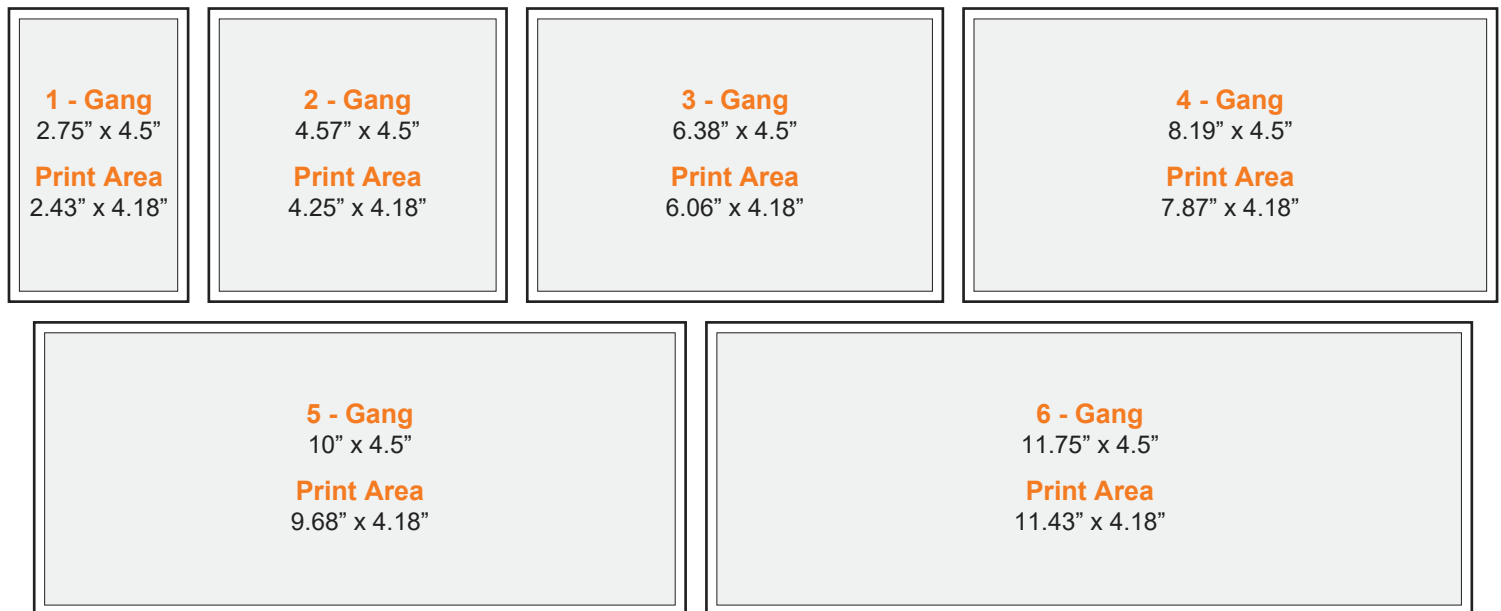 1 - Gang
2.75” x 4.5”
Print Area
2.43” x 4.18”
2 - Gang
4.57” x 4.5”
Print Area
4.25” x 4.18”
3 - Gang
6.38” x 4.5”
Print Area
6.06” x 4.18”
4 - Gang
8.19” x 4.5”
Print Area
7.87” x 4.18”
5 - Gang
10” x 4.5”
Print Area
9.68” x 4.18”
6 - Gang
11.75” x 4.5”
Print Area
11.43” x 4.18”